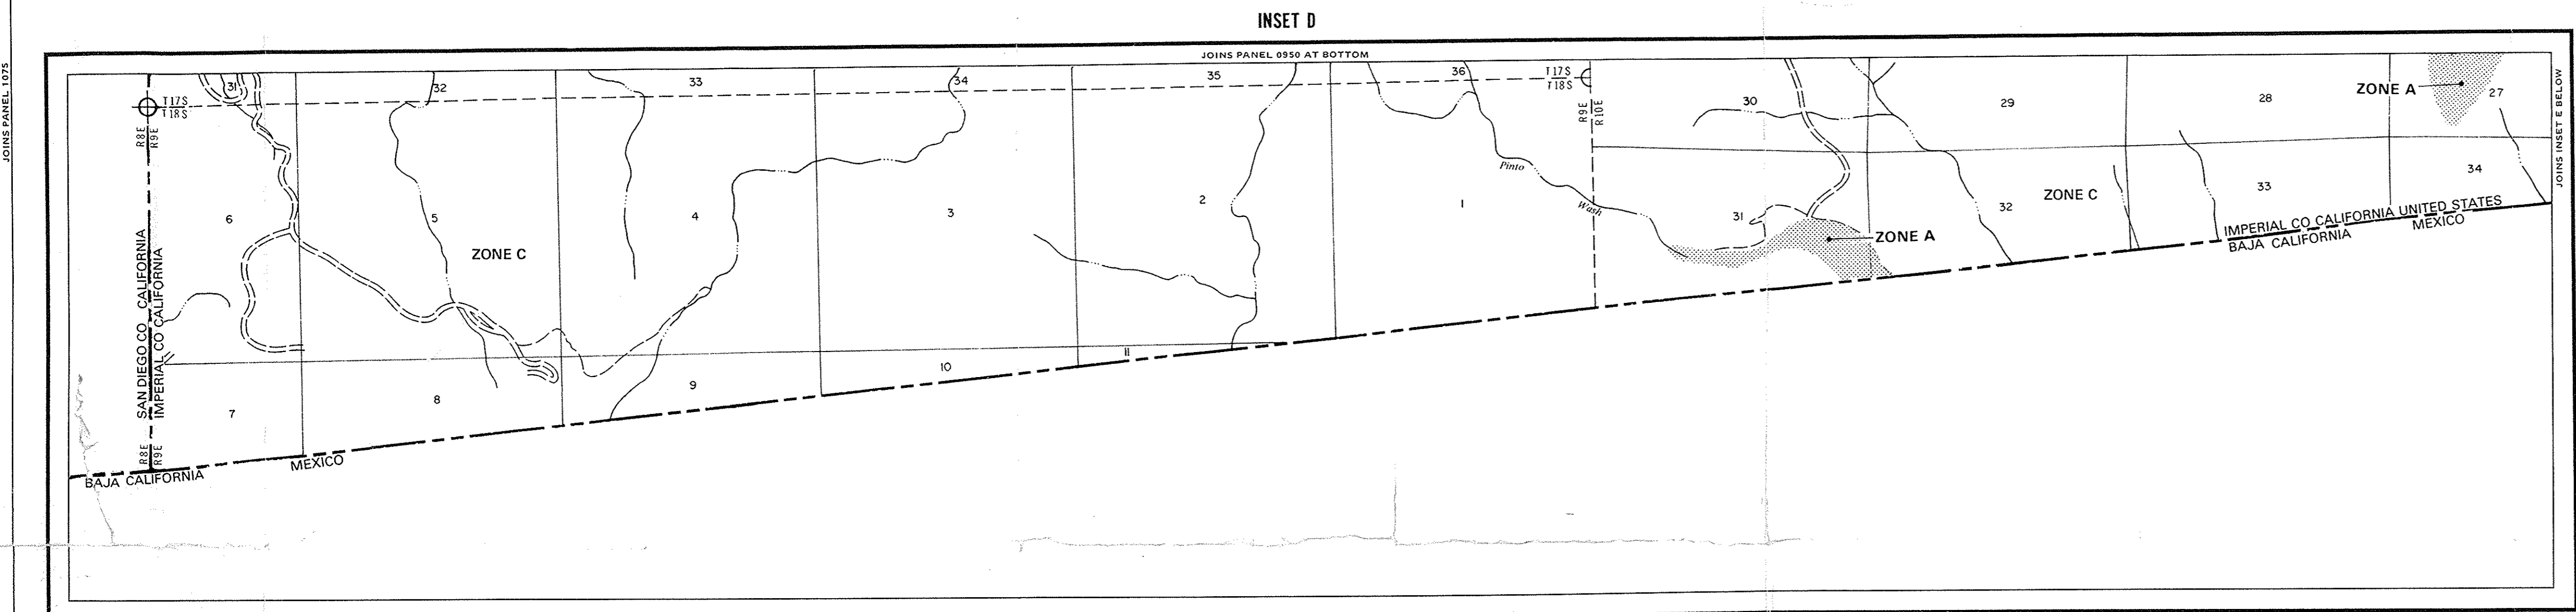 INSET D
JOINS PANEL 0950 AT BOTTOM
JOINS PANEL 1075
JOINS INSET E BELOW
31
32
33
34
35
36
T17S
T18S
T17S
T18S
R8E
R9E
R9E
R10E
30
29
28
ZONE A
27
6
5
4
3
2
1
Pinto
Wash
31
32
ZONE C
33
34
ZONE C
ZONE A
SAN DIEGO CO CALIFORNIA
IMPERIAL CO CALIFORNIA
IMPERIAL CO CALIFORNIA UNITED STATES
BAJA CALIFORNIA MEXICO
7
8
9
10
11
R8E
R9E
BAJA CALIFORNIA MEXICO